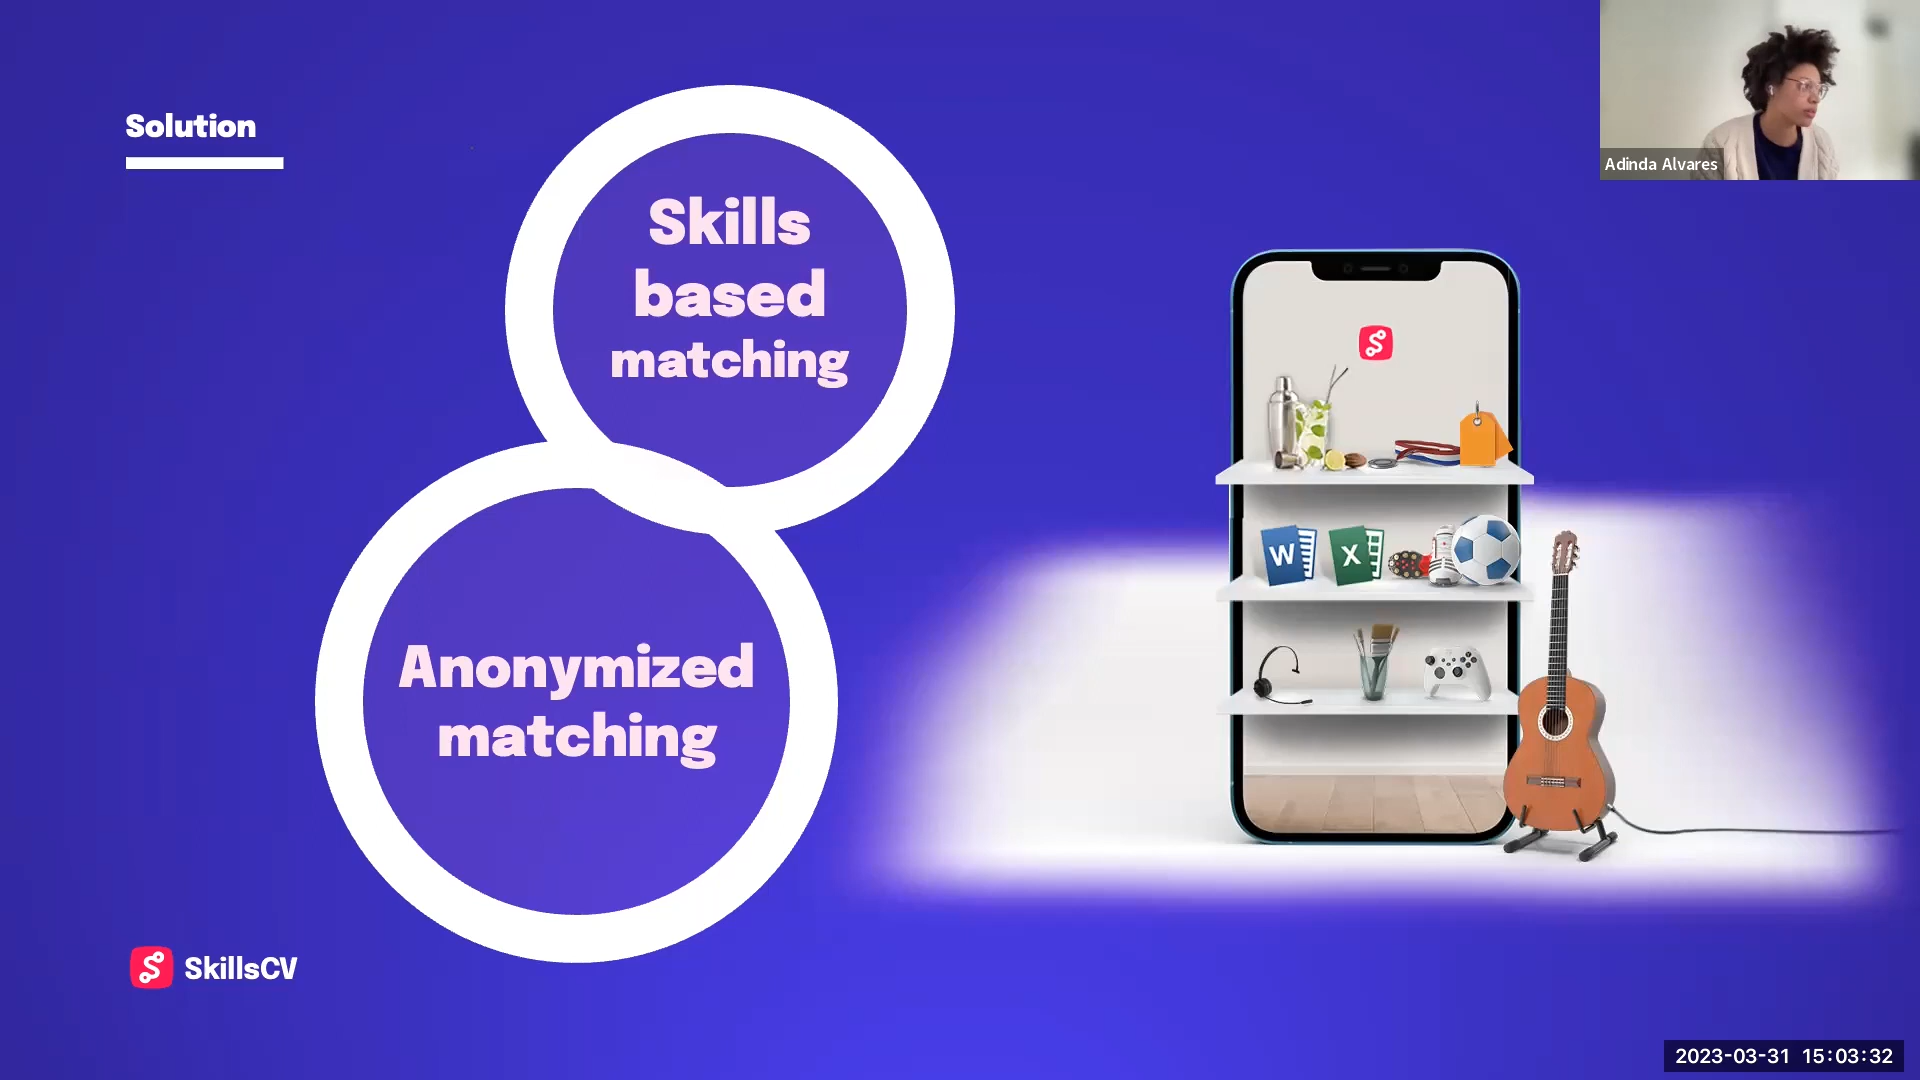 Solution
Skills
based
matching
Anonymized
matching
W
X
SkillsCV
Adinda Alvares
2023-03-31 15:03:32